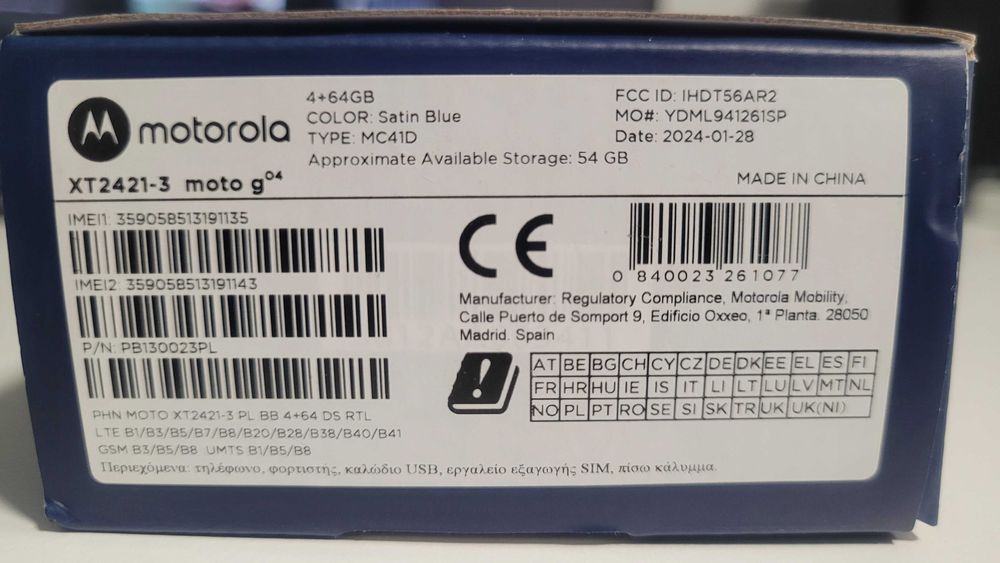 4+64GB
COLOR: Satin Blue
TYPE: MC41D
Approximate Available Storage: 54 GB
FCC ID: IHDT56AR2
MO#: YDML941261SP
Date: 2024-01-28
motorola
XT2421-3 moto g⁰⁴
MADE IN CHINA
IMEI1: 359058513191135
IMEI2: 359058513191143
P/N: PB130023PL
PHN MOTO XT2421-3 PL BB 4+64 DS RTL
LTE B1/B3/B5/B7/B8/B20/B28/B38/B40/B41
GSM B3/B5/B8 UMTS B1/B5/B8
CE
0 840023 261077
Manufacturer: Regulatory Compliance, Motorola Mobility,
Calle Puerto de Somport 9, Edificio Oxxeo, 1ª Planta. 28050
Madrid. Spain
AT BE BG CH CY CZ DE DK EE EL ES FI
FR HR HU IE IS IT LI LT LU LV MT NL
NO PL PT RO SE SI SK TR UK UK(NI)
Περιεχόμενα: τηλέφωνο, φορτιστής, καλώδιο USB, εργαλείο εξαγωγής SIM, πίσω κάλυμμα.